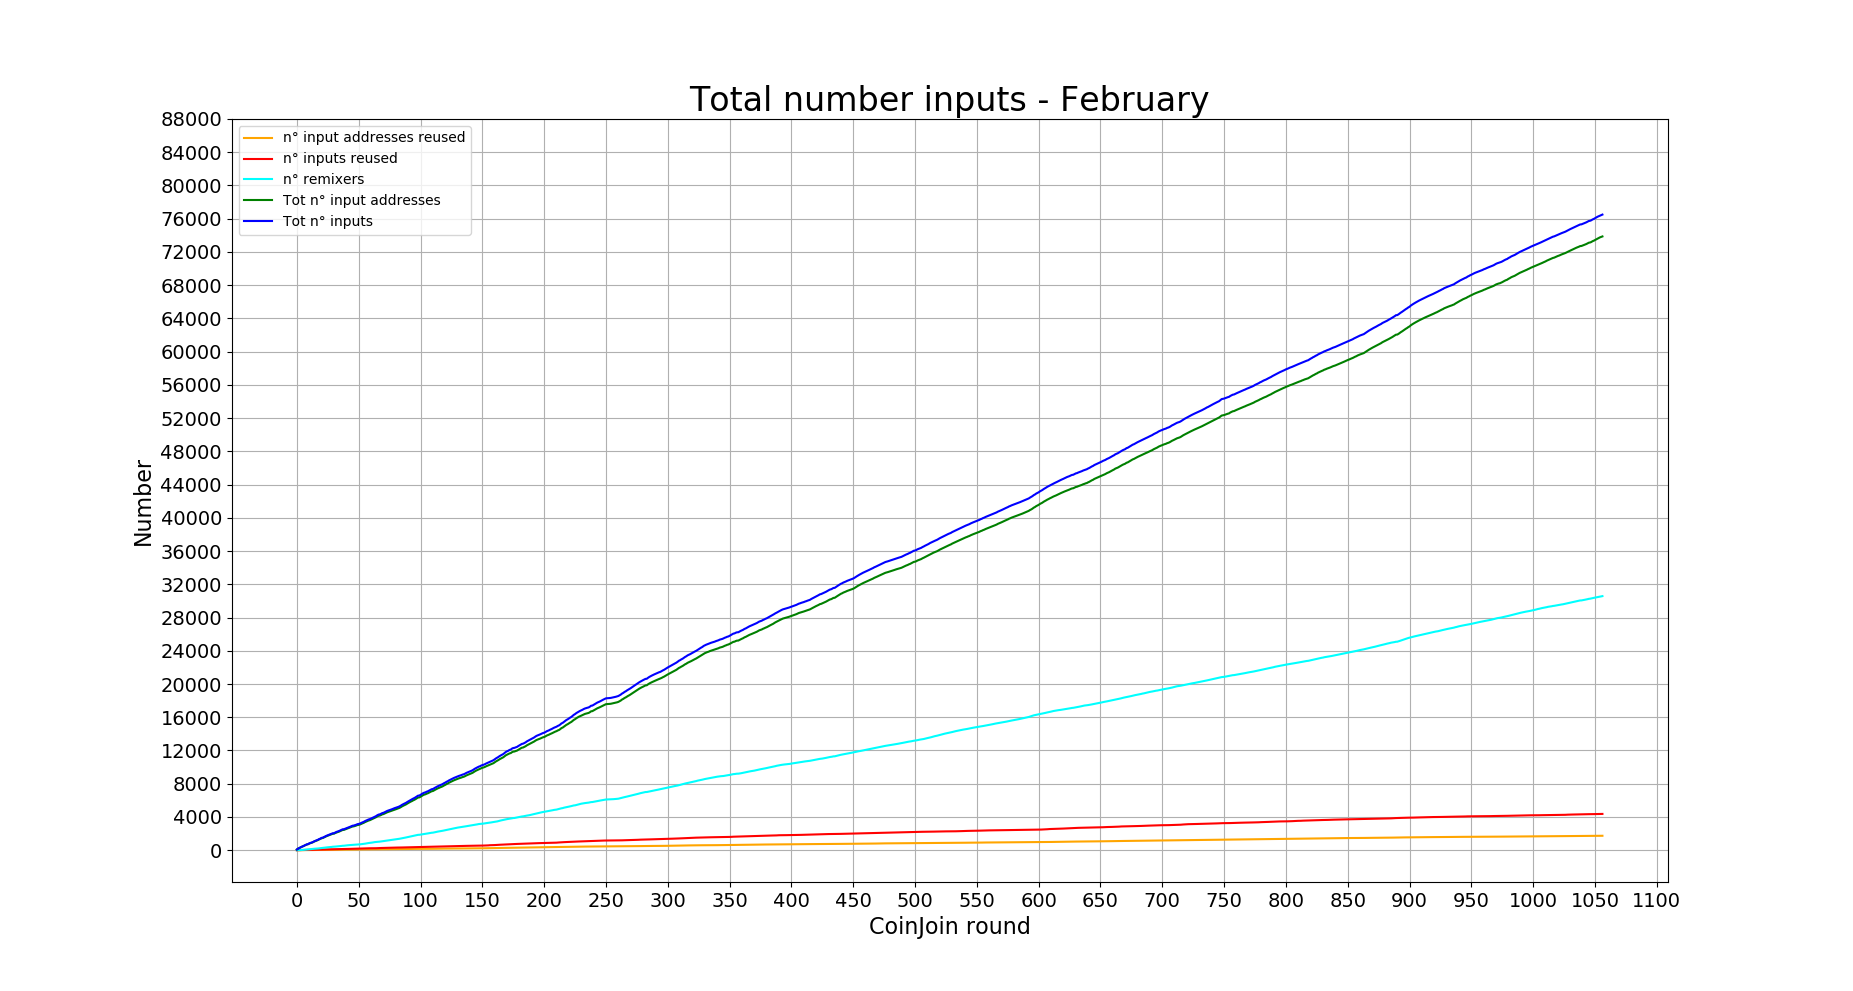 Total number inputs - February
88000
84000
80000
76000
72000
68000
64000
60000
56000
52000
48000
44000
40000
36000
32000
28000
24000
20000
16000
12000
8000
4000
0
Number
n° input addresses reused
n° inputs reused
n° remixers
Tot n° input addresses
Tot n° inputs
0 50 100 150 200 250 300 350 400 450 500 550 600 650 700 750 800 850 900 950 1000 1050 1100
CoinJoin round